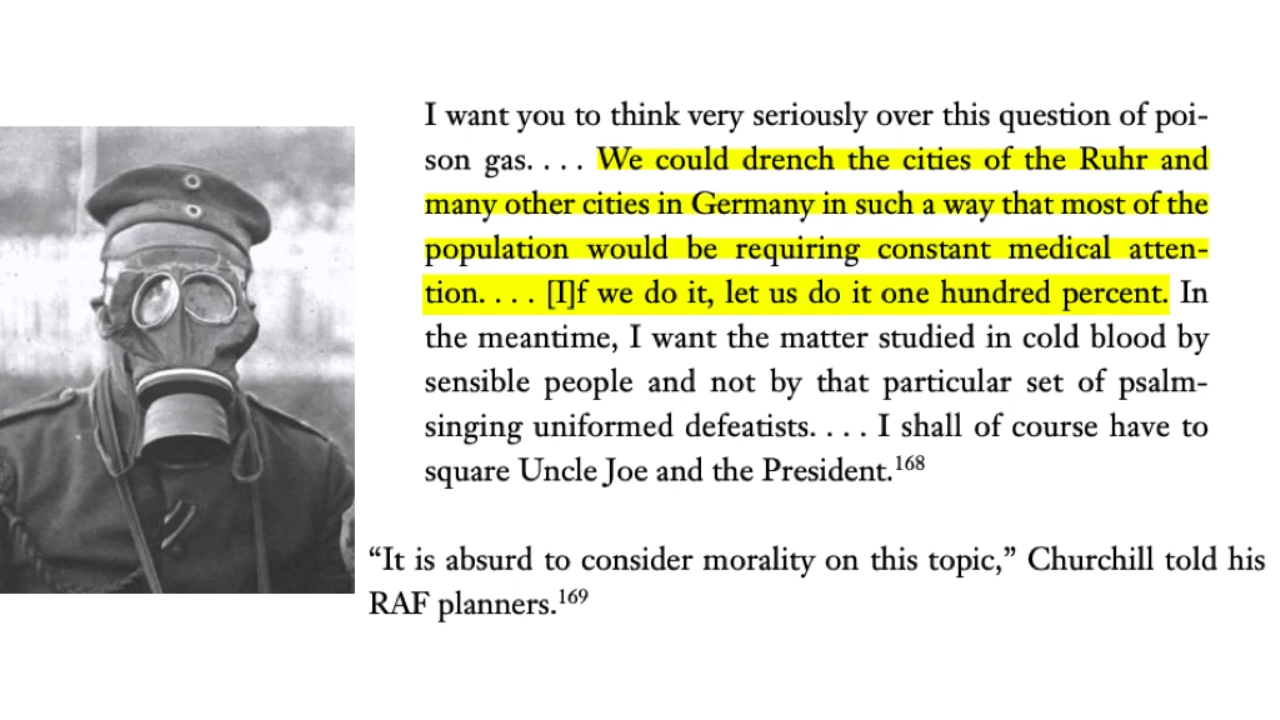 I want you to think very seriously over this question of poi-
son gas. . . . We could drench the cities of the Ruhr and
many other cities in Germany in such a way that most of the
population would be requiring constant medical atten-
tion. . . . [I]f we do it, let us do it one hundred percent. In
the meantime, I want the matter studied in cold blood by
sensible people and not by that particular set of psalm-
singing uniformed defeatists. . . . I shall of course have to
square Uncle Joe and the President.168
“It is absurd to consider morality on this topic,” Churchill told his
RAF planners.169